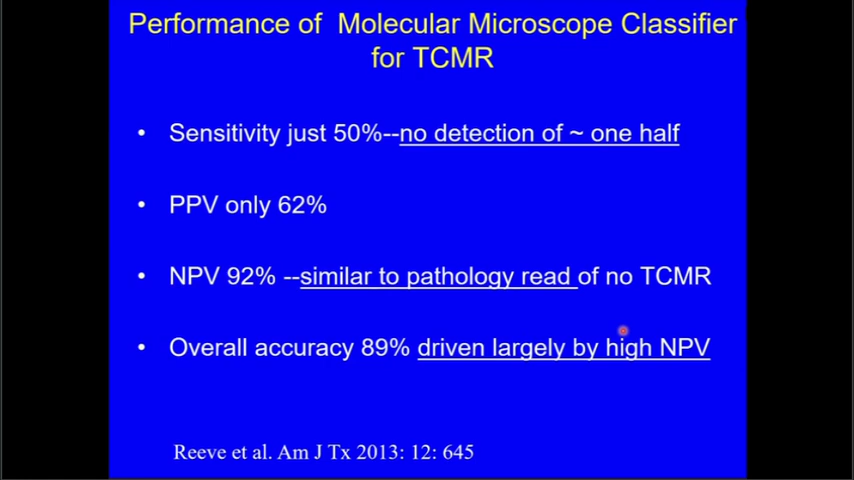 Performance of Molecular Microscope Classifier
for TCMR
• Sensitivity just 50%--no detection of ~ one half
• PPV only 62%
• NPV 92% --similar to pathology read of no TCMR
• Overall accuracy 89% driven largely by high NPV
Reeve et al. Am J Tx 2013: 12: 645